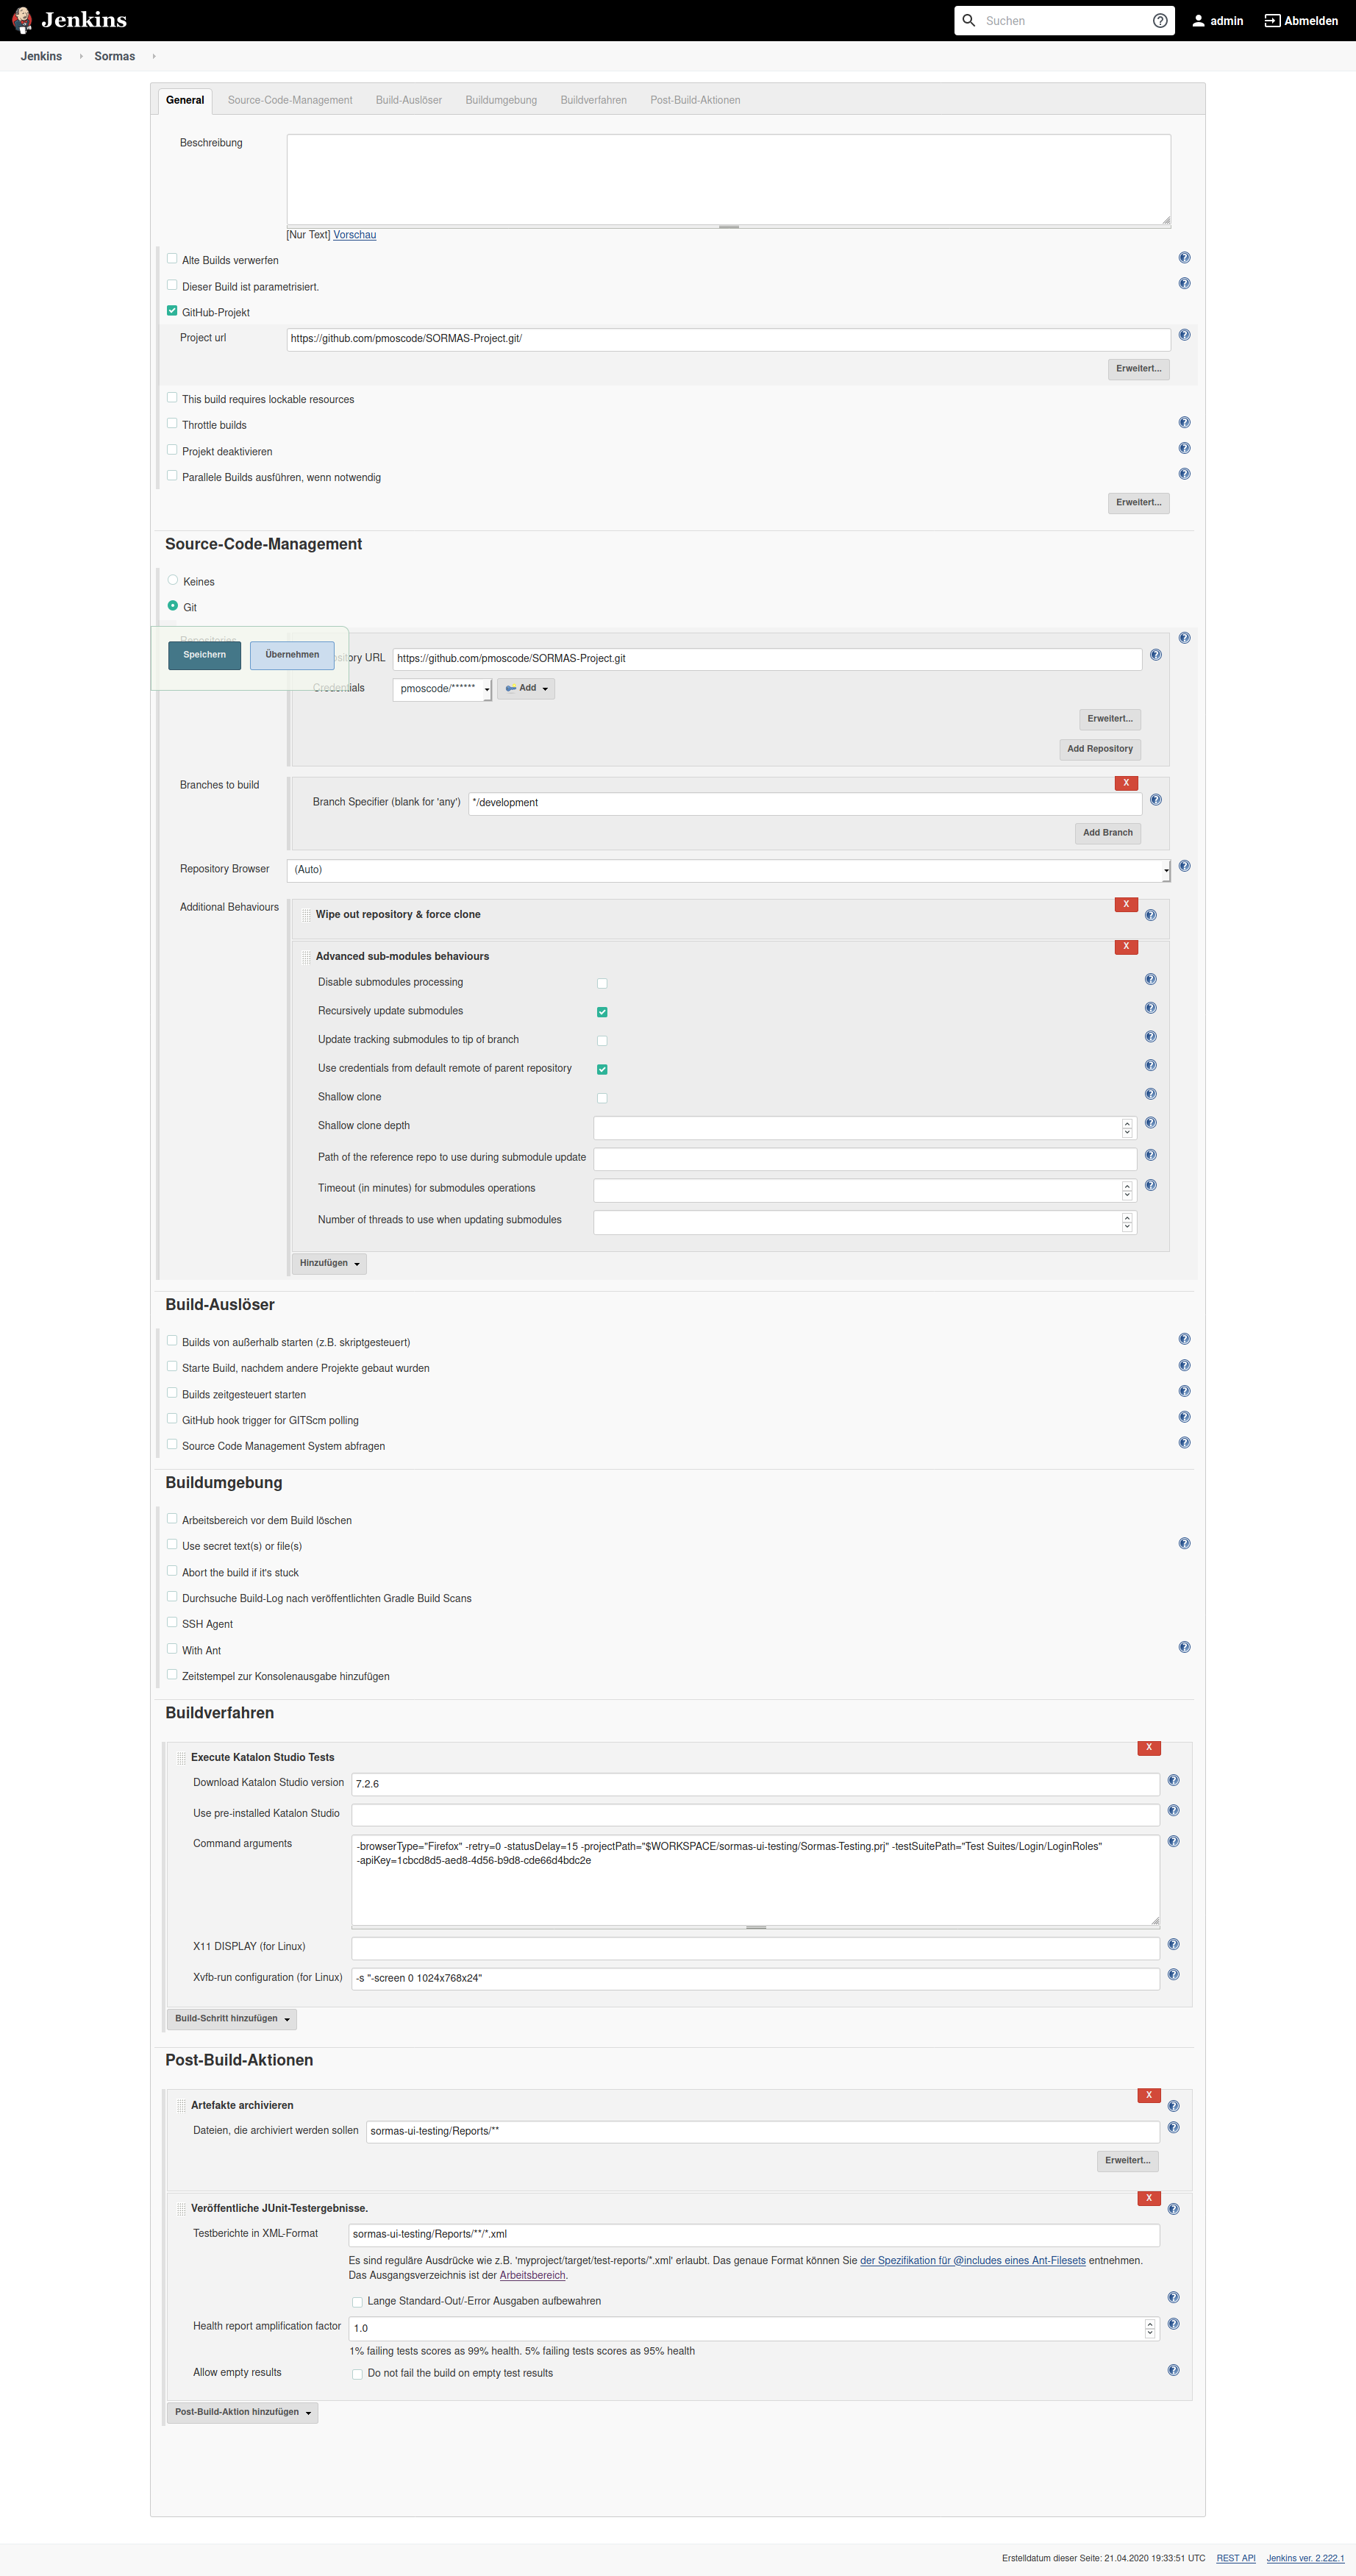 Jenkins
Suchen
admin
Abmelden
Jenkins
Sormas
General
Source-Code-Management
Build-Auslöser
Buildumgebung
Buildverfahren
Post-Build-Aktionen
Beschreibung
[Nur Text] Vorschau
Alte Builds verwerfen
Dieser Build ist parametrisiert.
GitHub-Projekt
Project url
https://github.com/pmoscode/SORMAS-Project.git/
Erweitert...
This build requires lockable resources
Throttle builds
Projekt deaktivieren
Parallele Builds ausführen, wenn notwendig
Erweitert...
Source-Code-Management
Keines
Git
Repositories
Speichern
Übernehmen
sitory URL
https://github.com/pmoscode/SORMAS-Project.git
Credentials
pmoscode/******
Add
Erweitert...
Add Repository
Branches to build
X
Branch Specifier (blank for 'any')
*/development
Add Branch
Repository Browser
(Auto)
Additional Behaviours
X
Wipe out repository & force clone
X
Advanced sub-modules behaviours
Disable submodules processing
Recursively update submodules
Update tracking submodules to tip of branch
Use credentials from default remote of parent repository
Shallow clone
Shallow clone depth
Path of the reference repo to use during submodule update
Timeout (in minutes) for submodules operations
Number of threads to use when updating submodules
Hinzufügen
Build-Auslöser
Builds von außerhalb starten (z.B. skriptgesteuert)
Starte Build, nachdem andere Projekte gebaut wurden
Builds zeitgesteuert starten
GitHub hook trigger for GITScm polling
Source Code Management System abfragen
Buildumgebung
Arbeitsbereich vor dem Build löschen
Use secret text(s) or file(s)
Abort the build if it's stuck
Durchsuche Build-Log nach veröffentlichten Gradle Build Scans
SSH Agent
With Ant
Zeitstempel zur Konsolenausgabe hinzufügen
Buildverfahren
X
Execute Katalon Studio Tests
Download Katalon Studio version
7.2.6
Use pre-installed Katalon Studio
Command arguments
-browserType="Firefox" -retry=0 -statusDelay=15 -projectPath="$WORKSPACE/sormas-ui-testing/Sormas-Testing.prj" -testSuitePath="Test Suites/Login/LoginRoles"
-apiKey=1cbcd8d5-aed8-4d56-b9d8-cde66d4bdc2e
X11 DISPLAY (for Linux)
Xvfb-run configuration (for Linux)
-s "-screen 0 1024x768x24"
Build-Schritt hinzufügen
Post-Build-Aktionen
X
Artefakte archivieren
Dateien, die archiviert werden sollen
sormas-ui-testing/Reports/**
Erweitert...
X
Veröffentliche JUnit-Testergebnisse.
Testberichte in XML-Format
sormas-ui-testing/Reports/**/*.xml
Es sind reguläre Ausdrücke wie z.B. 'myproject/target/test-reports/*.xml' erlaubt. Das genaue Format können Sie der Spezifikation für @includes eines Ant-Filesets entnehmen.
Das Ausgangsverzeichnis ist der Arbeitsbereich.
Lange Standard-Out/-Error Ausgaben aufbewahren
Health report amplification factor
1.0
1% failing tests scores as 99% health. 5% failing tests scores as 95% health
Allow empty results
Do not fail the build on empty test results
Post-Build-Aktion hinzufügen
Erstelldatum dieser Seite: 21.04.2020 19:33:51 UTC
REST API
Jenkins ver. 2.222.1